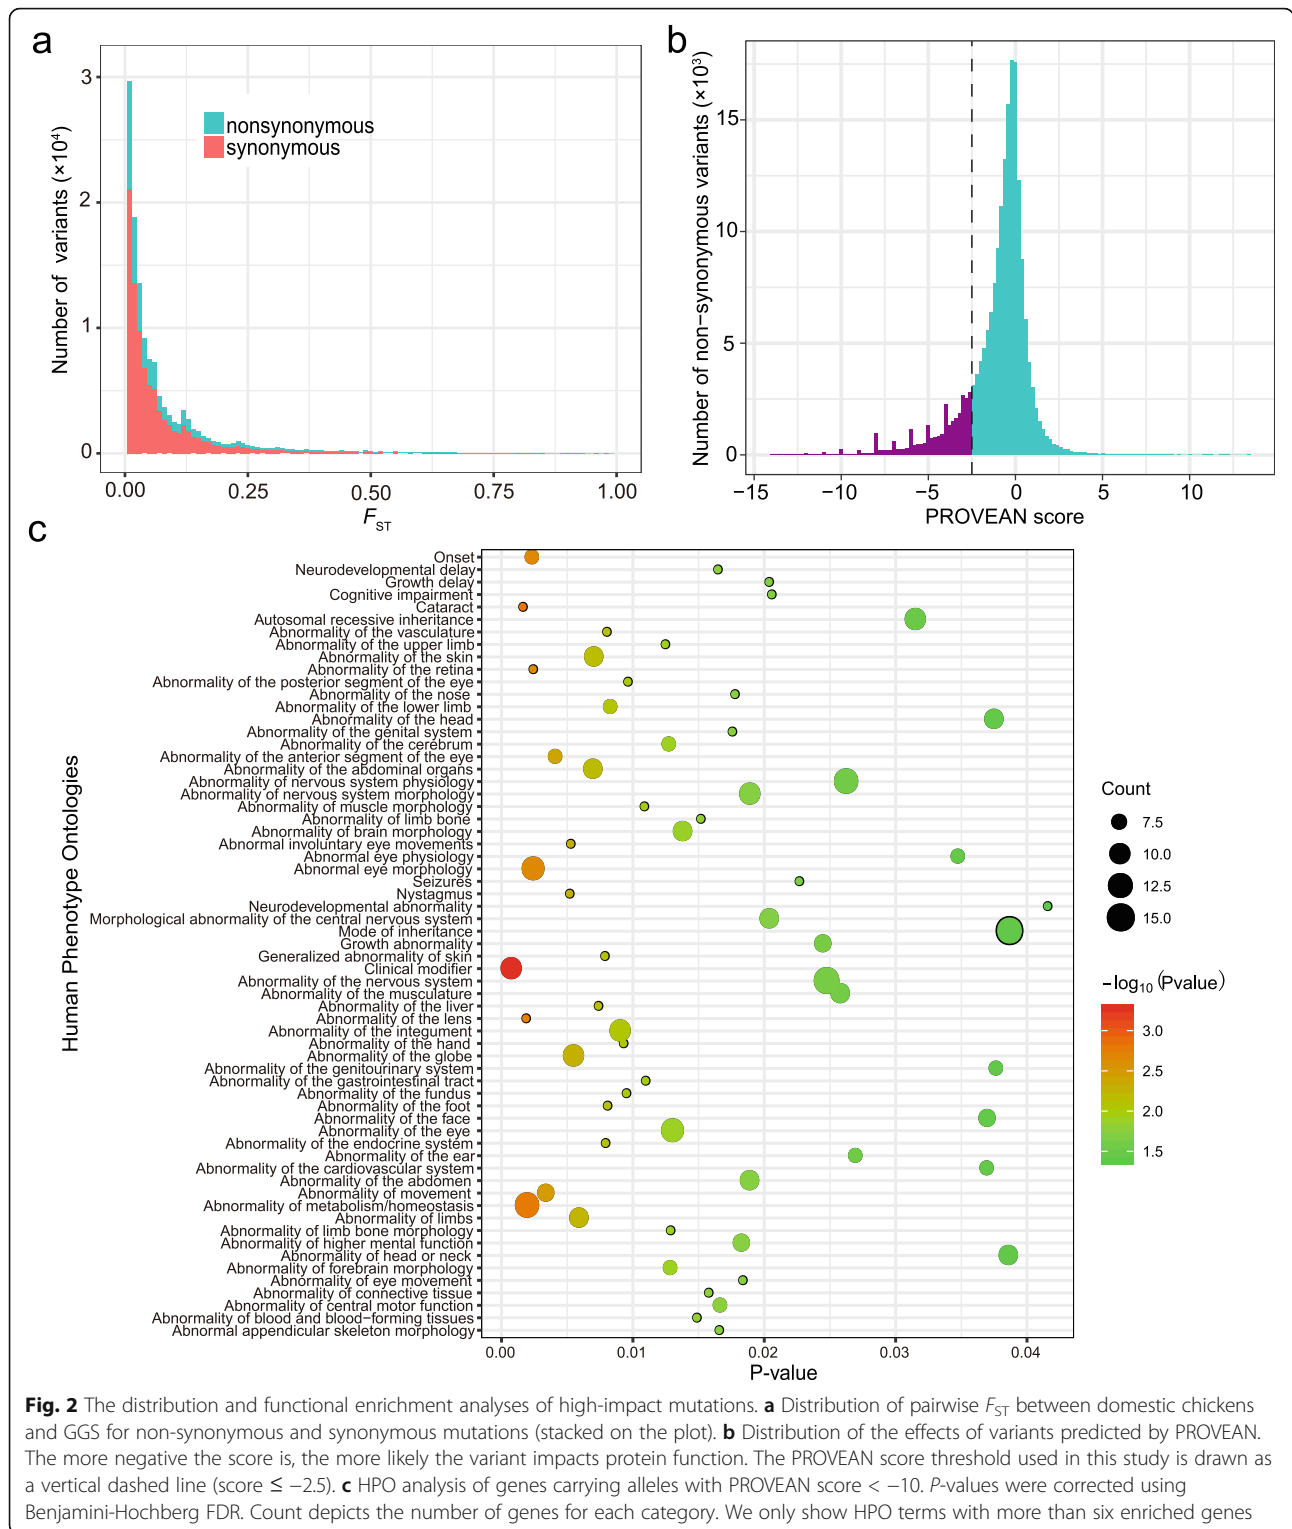 a
3
2
1
0
Number of variants (×10⁴)
nonsynonymous
synonymous
0.00 0.25 0.50 0.75 1.00
F_ST
b
15
10
5
0
Number of non−synonymous variants (×10³)
−15 −10 −5 0 5 10
PROVEAN score
c
Human Phenotype Ontologies
Onset
Neurodevelopmental delay
Growth delay
Cognitive impairment
Cataract
Autosomal recessive inheritance
Abnormality of the vasculature
Abnormality of the upper limb
Abnormality of the skin
Abnormality of the retina
Abnormality of the posterior segment of the eye
Abnormality of the nose
Abnormality of the lower limb
Abnormality of the head
Abnormality of the genital system
Abnormality of the cerebrum
Abnormality of the anterior segment of the eye
Abnormality of the abdominal organs
Abnormality of nervous system physiology
Abnormality of nervous system morphology
Abnormality of muscle morphology
Abnormality of limb bone
Abnormality of brain morphology
Abnormal involuntary eye movements
Abnormal eye physiology
Abnormal eye morphology
Seizures
Nystagmus
Neurodevelopmental abnormality
Morphological abnormality of the central nervous system
Mode of inheritance
Growth abnormality
Generalized abnormality of skin
Clinical modifier
Abnormality of the nervous system
Abnormality of the musculature
Abnormality of the liver
Abnormality of the lens
Abnormality of the integument
Abnormality of the hand
Abnormality of the globe
Abnormality of the genitourinary system
Abnormality of the gastrointestinal tract
Abnormality of the fundus
Abnormality of the foot
Abnormality of the face
Abnormality of the eye
Abnormality of the endocrine system
Abnormality of the ear
Abnormality of the cardiovascular system
Abnormality of the abdomen
Abnormality of movement
Abnormality of metabolism/homeostasis
Abnormality of limbs
Abnormality of limb bone morphology
Abnormality of higher mental function
Abnormality of head or neck
Abnormality of forebrain morphology
Abnormality of eye movement
Abnormality of connective tissue
Abnormality of central motor function
Abnormality of blood and blood−forming tissues
Abnormal appendicular skeleton morphology
0.00 0.01 0.02 0.03 0.04
P-value
Count
7.5
10.0
12.5
15.0
−log₁₀(Pvalue)
3.0
2.5
2.0
1.5
Fig. 2 The distribution and functional enrichment analyses of high-impact mutations. a Distribution of pairwise F_ST between domestic chickens
and GGS for non-synonymous and synonymous mutations (stacked on the plot). b Distribution of the effects of variants predicted by PROVEAN.
The more negative the score is, the more likely the variant impacts protein function. The PROVEAN score threshold used in this study is drawn as
a vertical dashed line (score ≤ −2.5). c HPO analysis of genes carrying alleles with PROVEAN score < −10. P-values were corrected using
Benjamini-Hochberg FDR. Count depicts the number of genes for each category. We only show HPO terms with more than six enriched genes